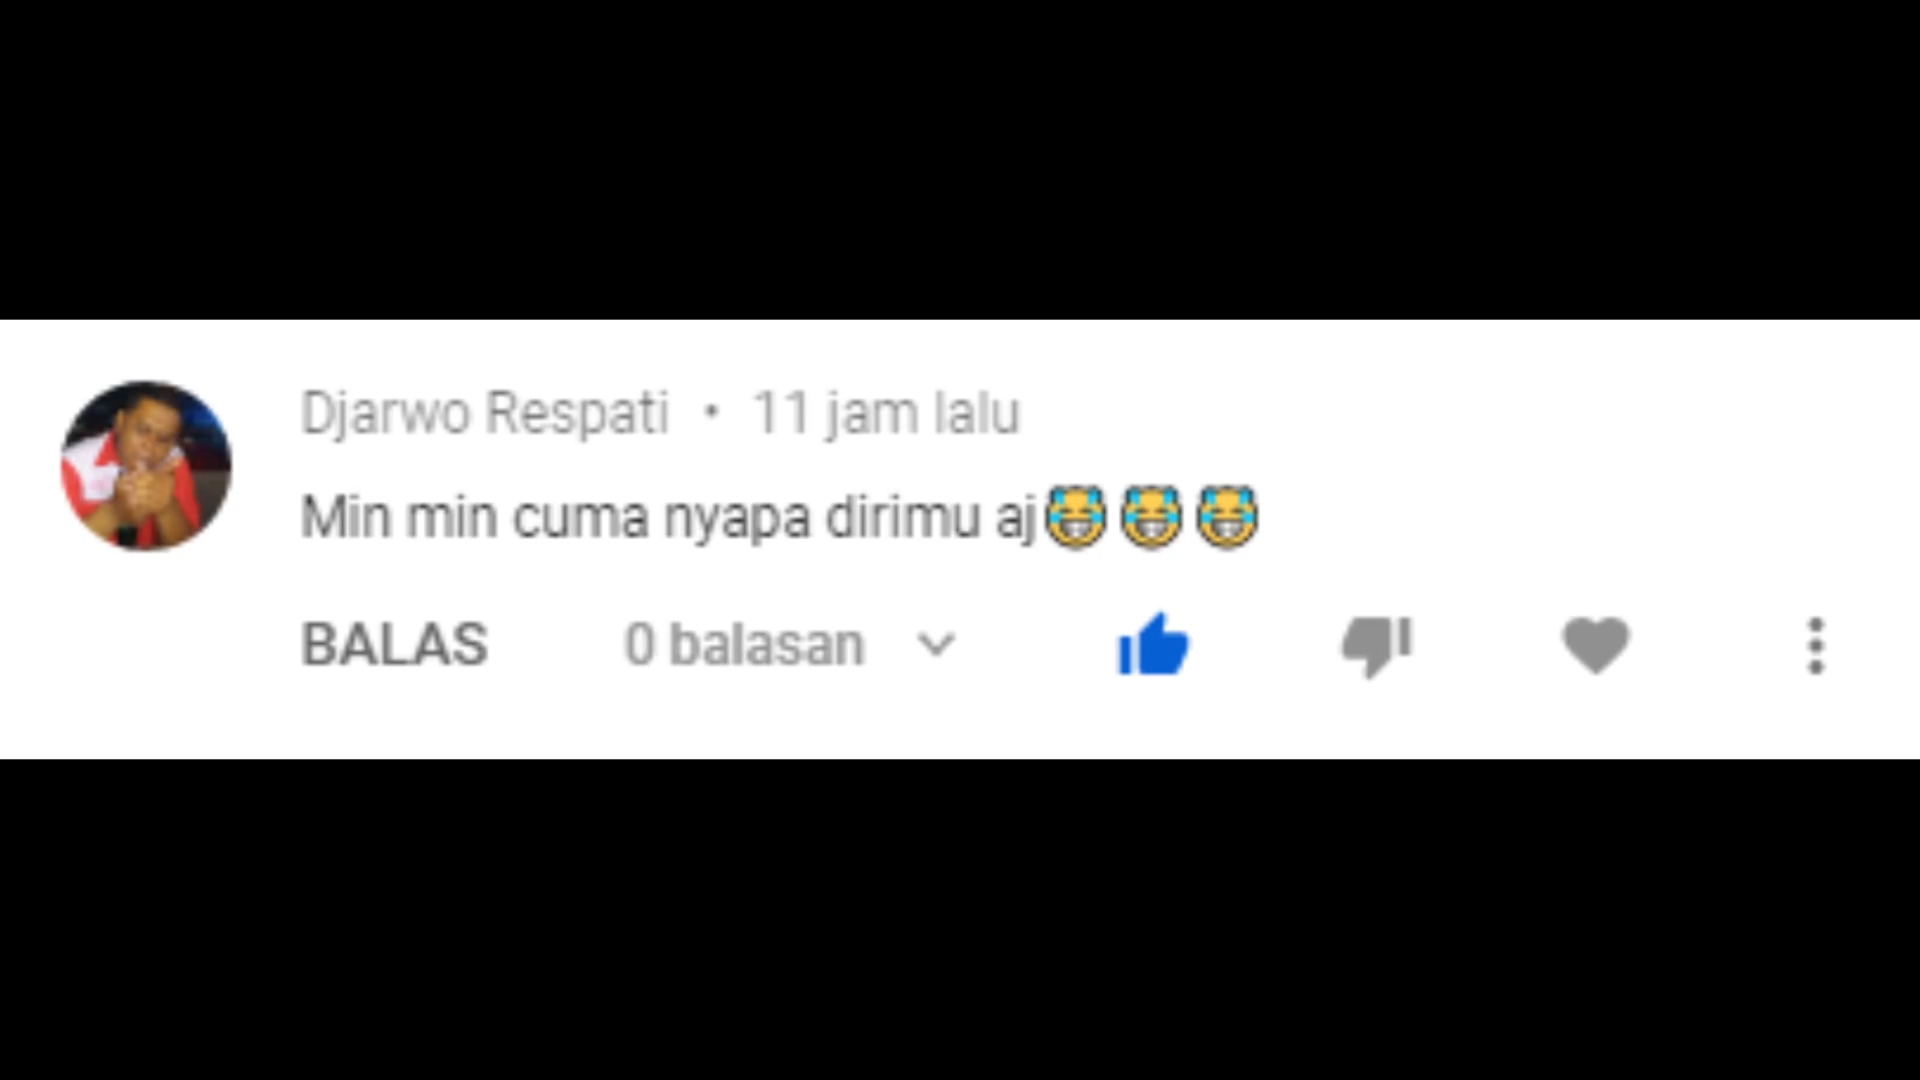 Djarwo Respati • 11 jam lalu
Min min cuma nyapa dirimu aj😹😹😹
BALAS 0 balasan